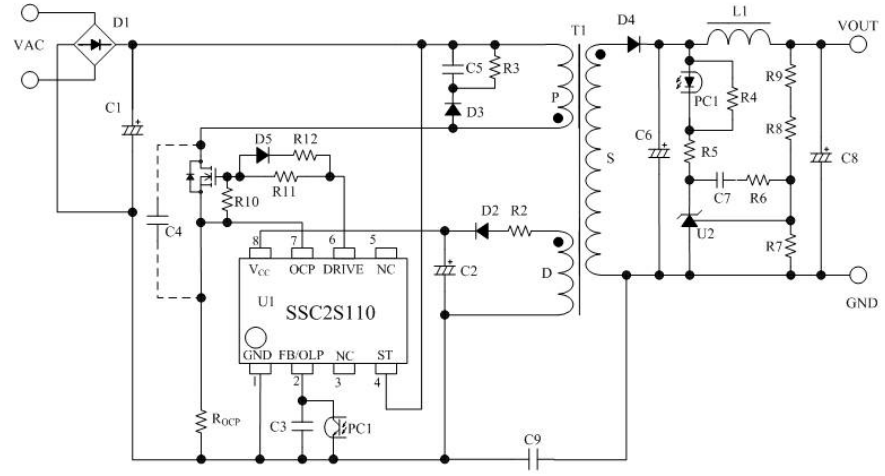 D1
VAC
C1
C5
R3
D3
T1
P
S
D4
L1
VOUT
PC1
R4
R9
R8
R5
C6
C8
C7
R6
U2
R7
GND
D5
R12
R11
R10
C4
D2
R2
C2
D
8
7
6
5
VCC
OCP
DRIVE
NC
U1
SSC2S110
GND
FB/OLP
NC
ST
1
2
3
4
ROCP
C3
PC1
C9